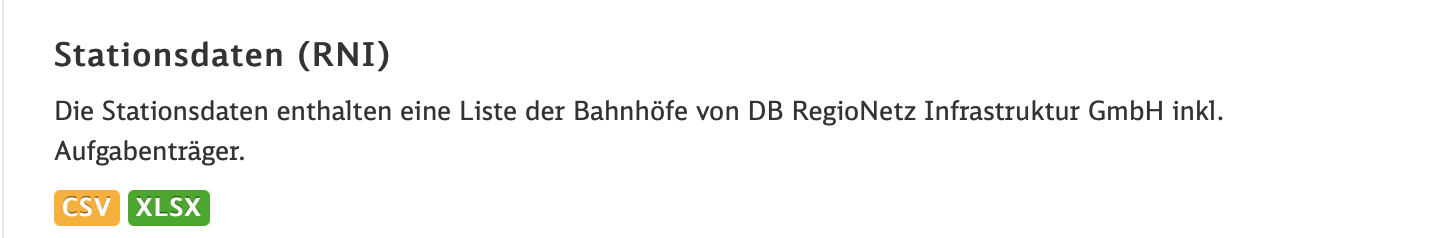 Stationsdaten (RNI)
Die Stationsdaten enthalten eine Liste der Bahnhöfe von DB RegioNetz Infrastruktur GmbH inkl.
Aufgabenträger.
CSV XLSX